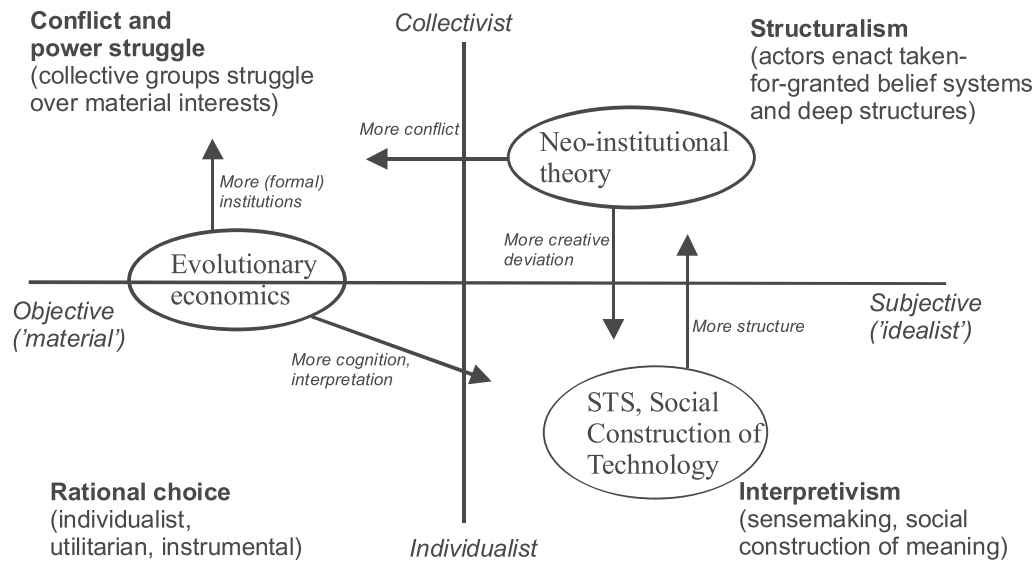 Conflict and
power struggle
(collective groups struggle
over material interests)
Collectivist
Structuralism
(actors enact taken-
for-granted belief systems
and deep structures)
More conflict
Neo-institutional
theory
More (formal)
institutions
More creative
deviation
Evolutionary
economics
Objective
('material')
Subjective
('idealist')
More structure
More cognition,
interpretation
STS, Social
Construction of
Technology
Rational choice
(individualist,
utilitarian, instrumental)
Individualist
Interpretivism
(sensemaking, social
construction of meaning)